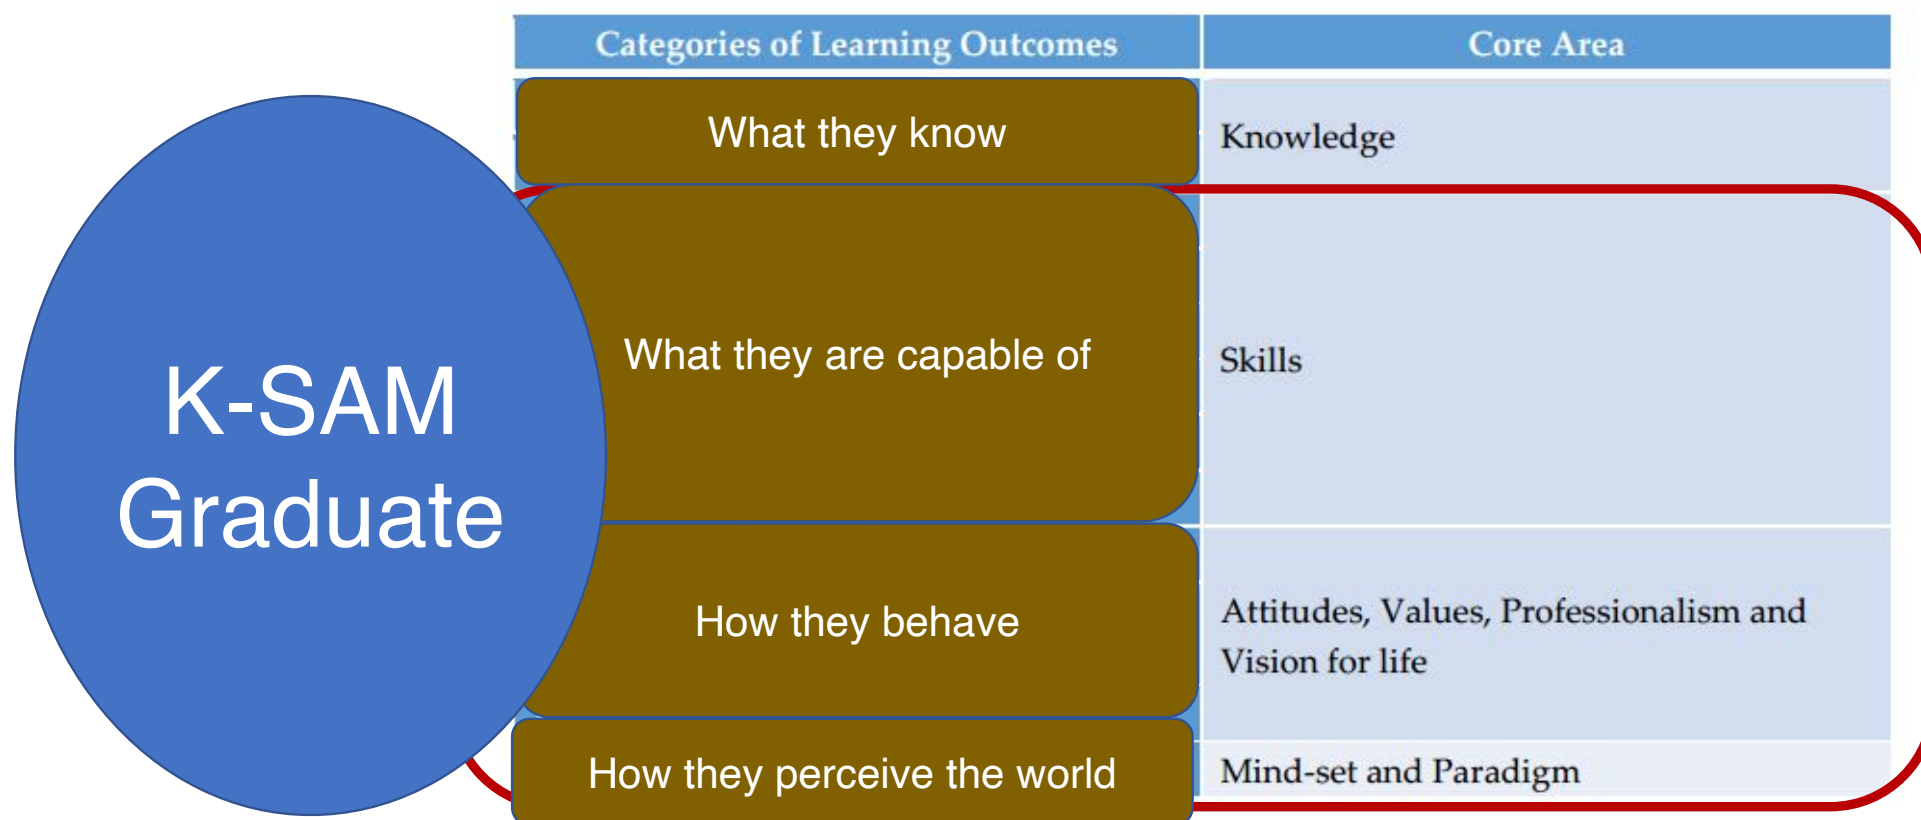 Categories of Learning Outcomes
Core Area
What they know
Knowledge
What they are capable of
Skills
How they behave
Attitudes, Values, Professionalism and
Vision for life
How they perceive the world
Mind-set and Paradigm
K-SAM
Graduate